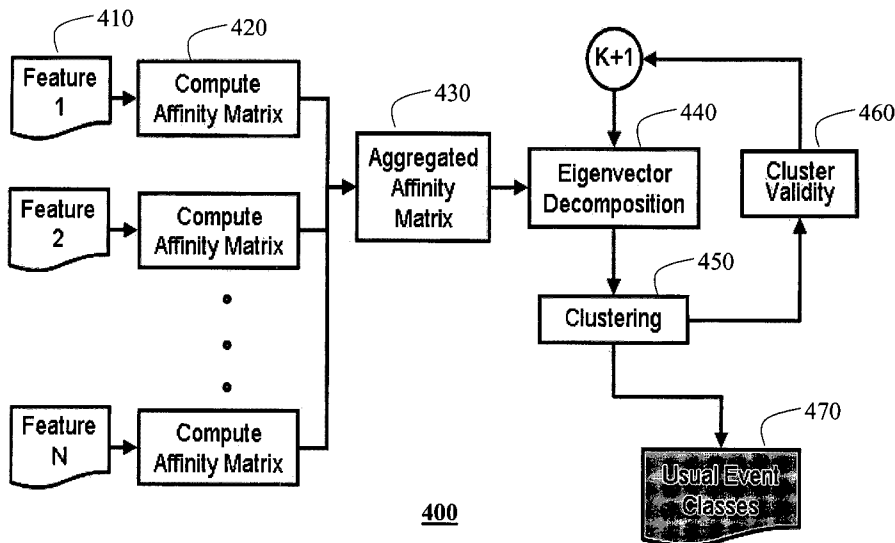 410
420
Feature
1
Compute
Affinity Matrix
430
K+1
440
460
Aggregated
Affinity
Matrix
Eigenvector
Decomposition
Cluster
Validity
Feature
2
Compute
Affinity Matrix
450
Clustering
Feature
N
Compute
Affinity Matrix
470
Usual Event
Classes
400